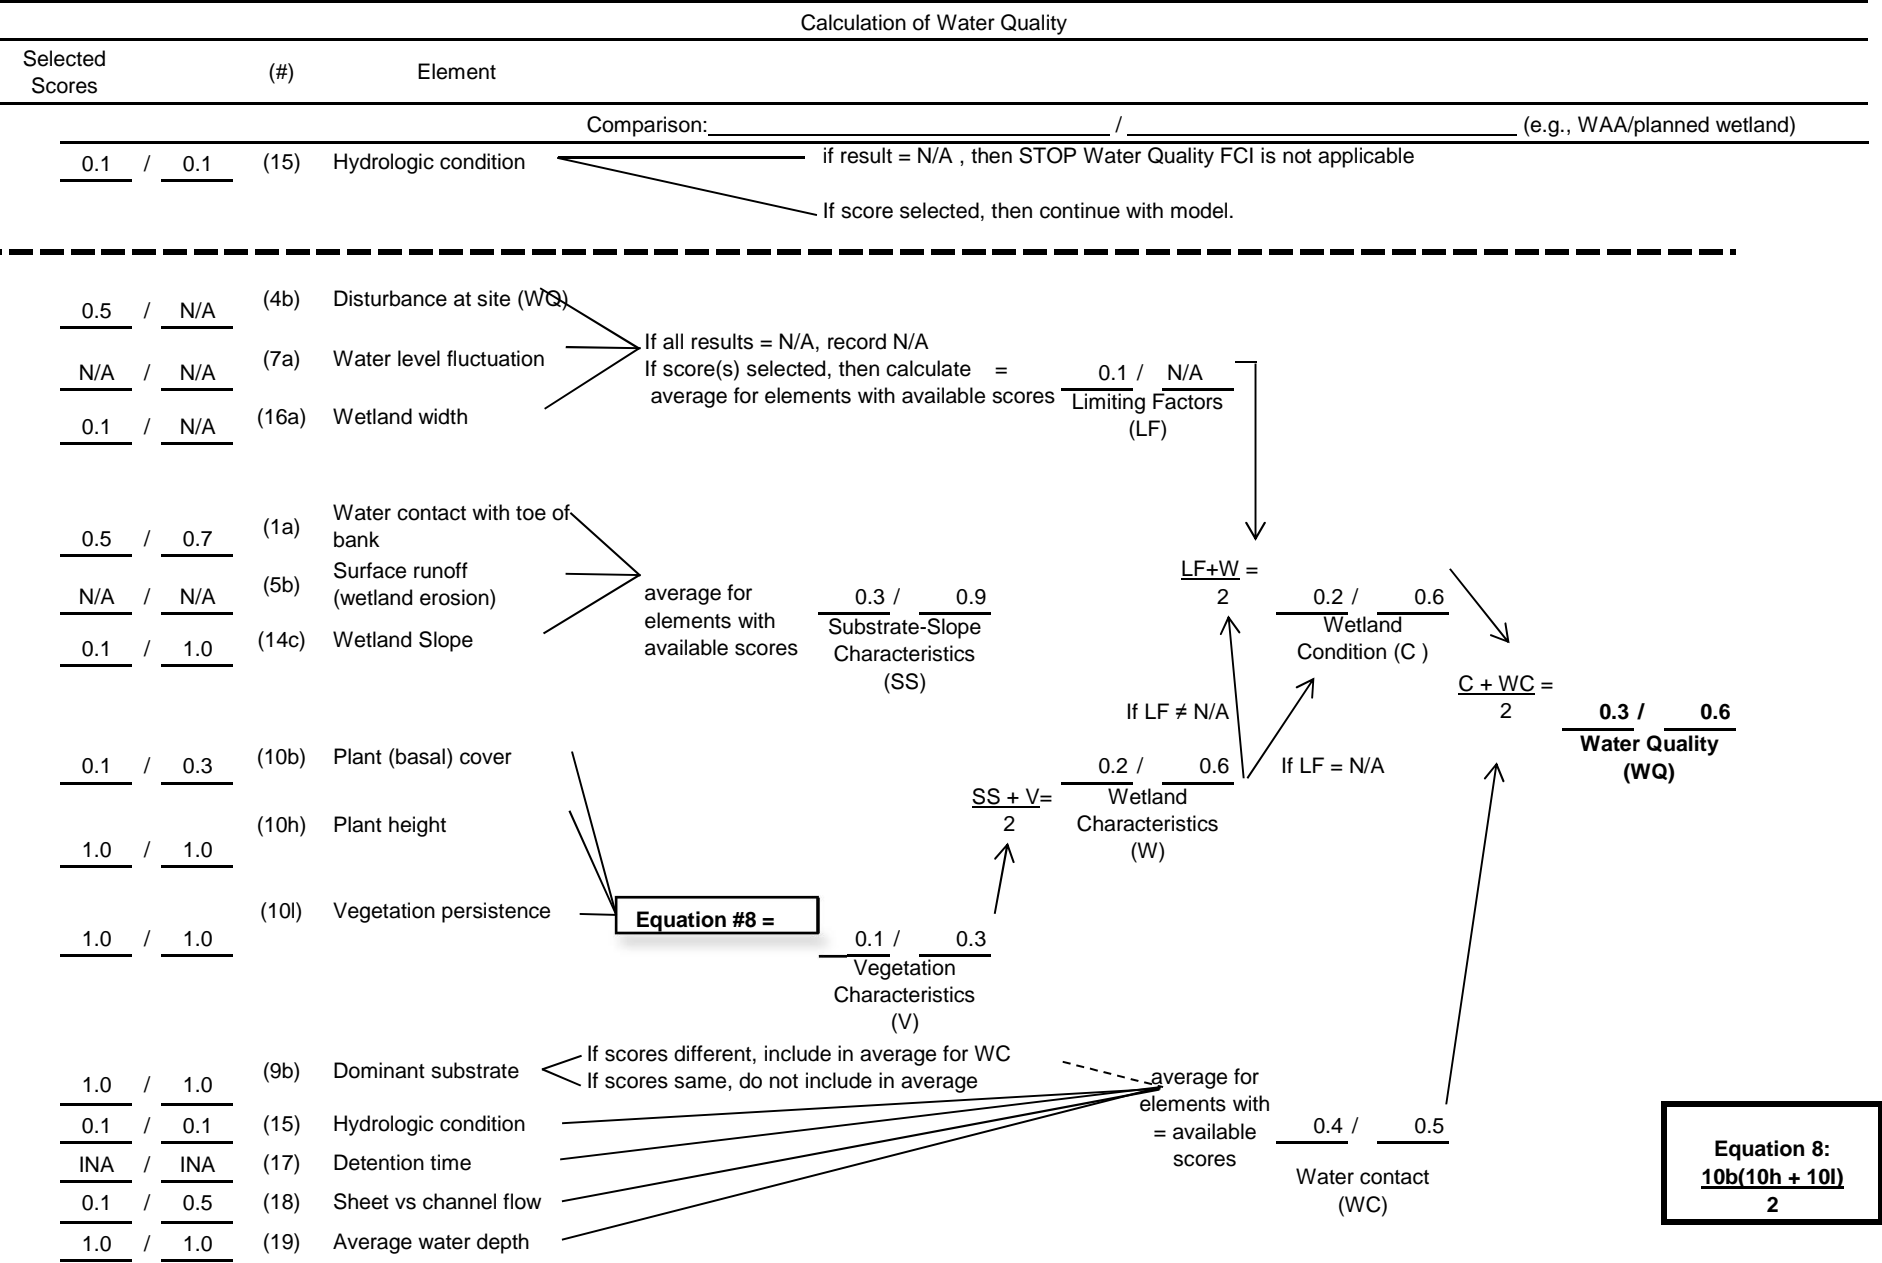 Calculation of Water Quality
Selected Scores (#) Element
Comparison: / (e.g., WAA/planned wetland)
0.1 / 0.1 (15) Hydrologic condition
if result = N/A , then STOP Water Quality FCI is not applicable
If score selected, then continue with model.
0.5 / N/A (4b) Disturbance at site (WQ)
N/A / N/A (7a) Water level fluctuation
0.1 / N/A (16a) Wetland width
If all results = N/A, record N/A
If score(s) selected, then calculate =
average for elements with available scores
0.1 / N/A
Limiting Factors
(LF)
0.5 / 0.7 (1a) Water contact with toe of
bank
N/A / N/A (5b) Surface runoff
(wetland erosion)
0.1 / 1.0 (14c) Wetland Slope
average for
elements with
available scores
0.3 / 0.9
Substrate-Slope
Characteristics
(SS)
LF+W =
2
0.2 / 0.6
Wetland
Condition (C )
If LF ≠ N/A
If LF = N/A
C + WC =
2
0.3 / 0.6
Water Quality
(WQ)
0.1 / 0.3 (10b) Plant (basal) cover
1.0 / 1.0 (10h) Plant height
1.0 / 1.0 (10l) Vegetation persistence
SS + V=
2
0.2 / 0.6
Wetland
Characteristics
(W)
Equation #8 =
0.1 / 0.3
Vegetation
Characteristics
(V)
1.0 / 1.0 (9b) Dominant substrate
If scores different, include in average for WC
If scores same, do not include in average
0.1 / 0.1 (15) Hydrologic condition
INA / INA (17) Detention time
0.1 / 0.5 (18) Sheet vs channel flow
1.0 / 1.0 (19) Average water depth
average for
elements with
= available
scores
0.4 / 0.5
Water contact
(WC)
Equation 8:
10b(10h + 10l)
2